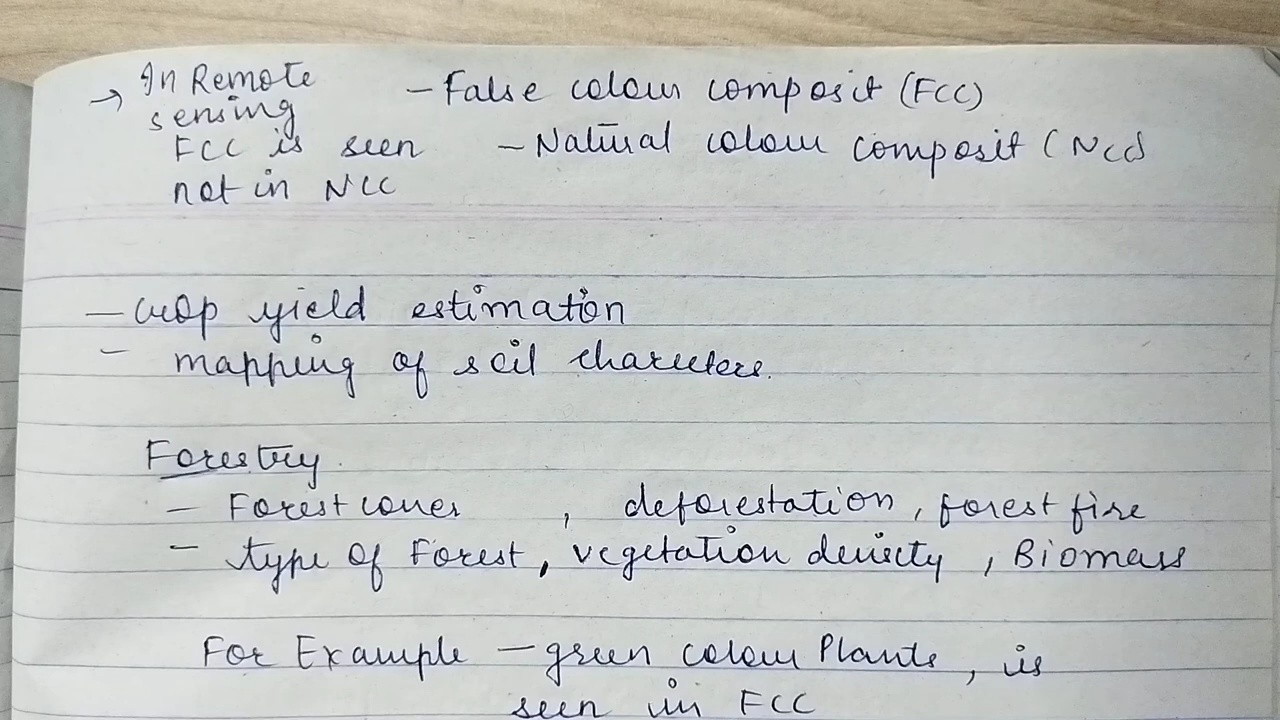 → In Remote
sensing
FCC is seen
not in NCC
- False colour composit (FCC)
- Natural colour composit (NCC)
- crop yield estimation
- mapping of soil charecters.
Forestry
- Forest cover , deforestation, forest fire
- type of Forest, vegetation density, Biomass
For Example - green colour Plants, is
seen in FCC